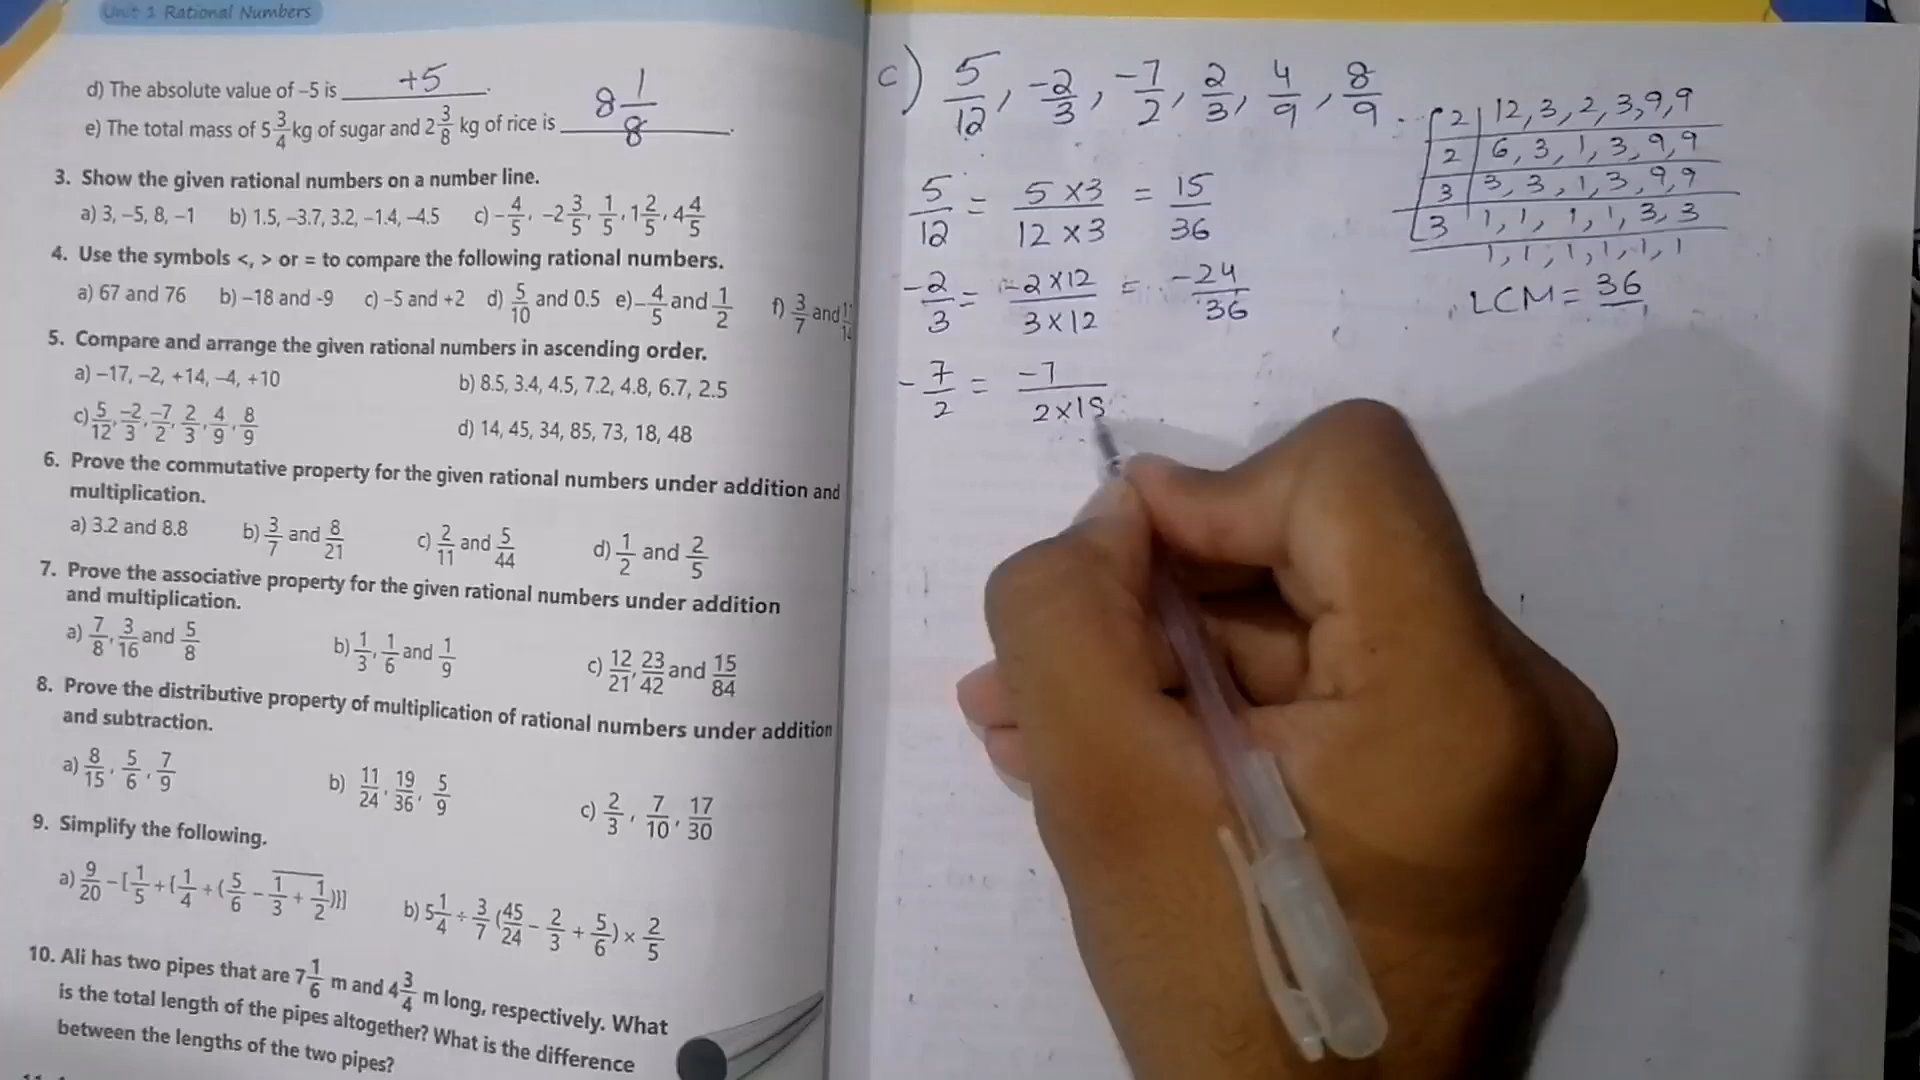 Unit 1 Rational Numbers
d) The absolute value of –5 is +5.
e) The total mass of 5 3/4 kg of sugar and 2 3/8 kg of rice is 8 1/8.
3. Show the given rational numbers on a number line.
a) 3, –5, 8, –1 b) 1.5, –3.7, 3.2, –1.4, –4.5 c) –4/5, –2 3/5, 1/5, 1 2/5, 4 4/5
4. Use the symbols <, > or = to compare the following rational numbers.
a) 67 and 76 b) –18 and -9 c) –5 and +2 d) 5/10 and 0.5 e) –4/5 and 1/2 f) 3/7 and
5. Compare and arrange the given rational numbers in ascending order.
a) –17, –2, +14, –4, +10 b) 8.5, 3.4, 4.5, 7.2, 4.8, 6.7, 2.5
c) 5/12, –2/3, –7/2, 2/3, 4/9, 8/9 d) 14, 45, 34, 85, 73, 18, 48
6. Prove the commutative property for the given rational numbers under addition and
multiplication.
a) 3.2 and 8.8 b) 3/7 and 8/21 c) 2/11 and 5/44 d) 1/2 and 2/5
7. Prove the associative property for the given rational numbers under addition
and multiplication.
a) 7/8, 3/16 and 5/8 b) 1/3, 1/6 and 1/9 c) 12/21, 23/42 and 15/84
8. Prove the distributive property of multiplication of rational numbers under addition
and subtraction.
a) 8/15, 5/6, 7/9 b) 11/24, 19/36, 5/9 c) 2/3, 7/10, 17/30
9. Simplify the following.
a) 9/20 – [1/5 + {1/4 + (5/6 – 1/3 + 1/2)}] b) 5 1/4 ÷ 3/7 (45/24 – 2/3 + 5/6) × 2/5
10. Ali has two pipes that are 7 1/6 m and 4 3/4 m long, respectively. What
is the total length of the pipes altogether? What is the difference
between the lengths of the two pipes?
c) 5/12, -2/3, -7/2, 2/3, 4/9, 8/9
2 | 12, 3, 2, 3, 9, 9
2 | 6, 3, 1, 3, 9, 9
3 | 3, 3, 1, 3, 9, 9
3 | 1, 1, 1, 1, 3, 3
1, 1, 1, 1, 1, 1
LCM = 36
5/12 = 5 × 3/12 × 3 = 15/36
-2/3 = -2 × 12/3 × 12 = -24/36
-7/2 = -7/2 × 18